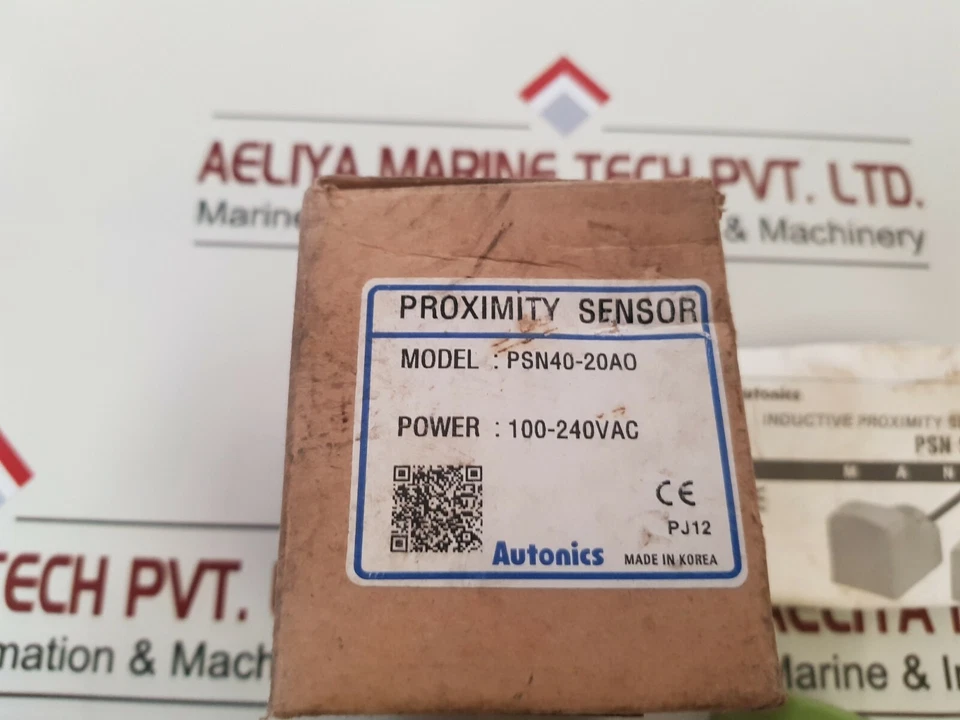 AELIYA MARINE TECH PVT. LTD.
Marine
& Machinery
PROXIMITY SENSOR
MODEL : PSN40-20AO
POWER : 100-240VAC
CE
PJ12
Autonics
MADE IN KOREA
Autonics
INDUCTIVE PROXIMITY
PSN
M A N
TECH PVT.
mation & Mach
Marine & In